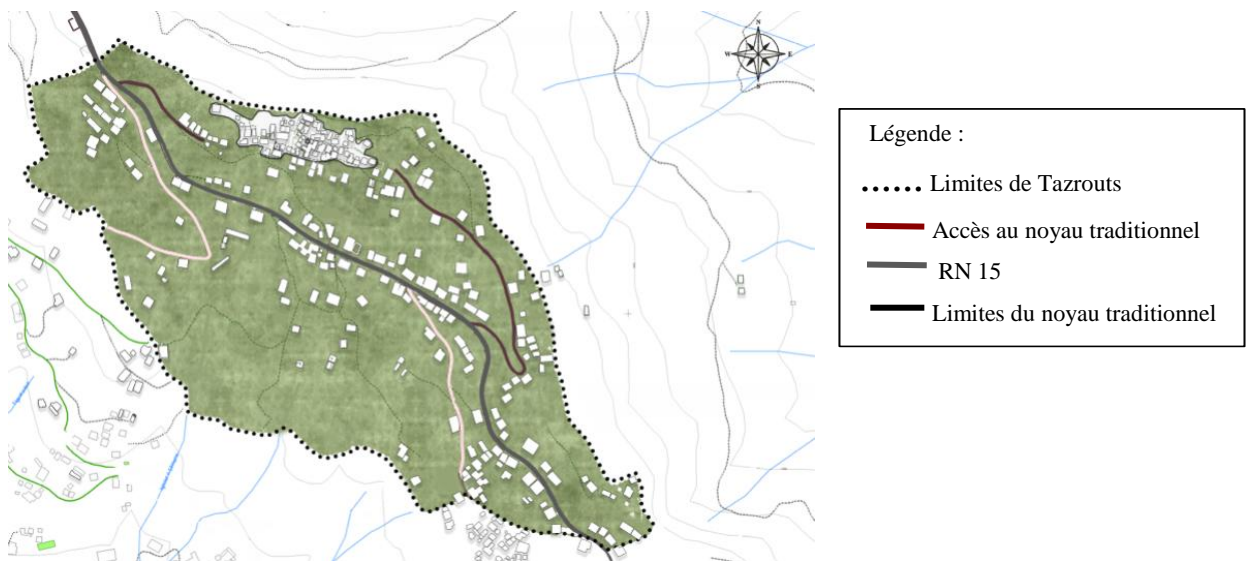 N
W E
S
Légende :
Limites de Tazrouts
Accès au noyau traditionnel
RN 15
Limites du noyau traditionnel